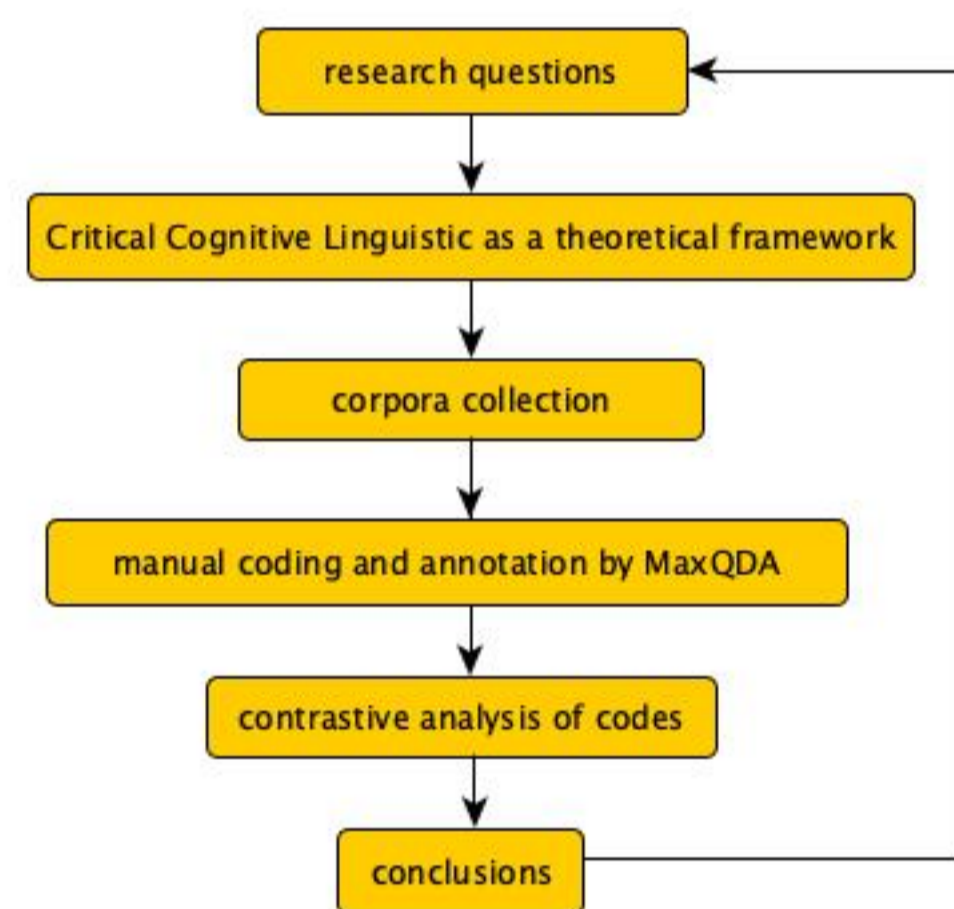 research questions
Critical Cognitive Linguistic as a theoretical framework
corpora collection
manual coding and annotation by MaxQDA
contrastive analysis of codes
conclusions